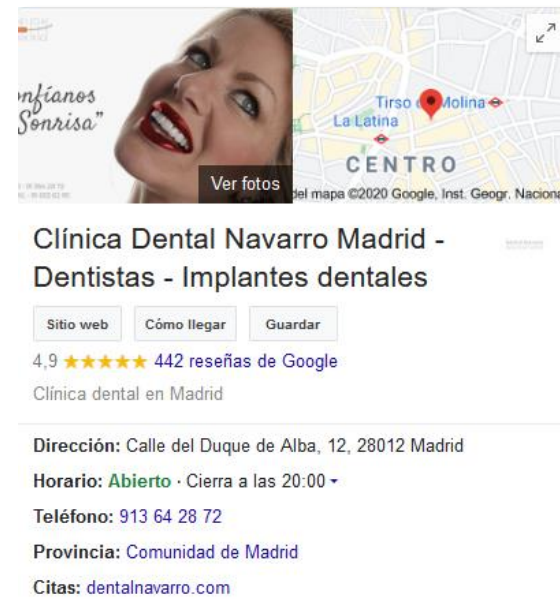 onfíanos
Sonrisa”
Ver fotos
Tirso de Molina
La Latina
CENTRO
del mapa ©2020 Google, Inst. Geogr. Naciona
Clínica Dental Navarro Madrid -
Dentistas - Implantes dentales
Sitio web Cómo llegar Guardar
4,9 442 reseñas de Google
Clínica dental en Madrid
Dirección: Calle del Duque de Alba, 12, 28012 Madrid
Horario: Abierto · Cierra a las 20:00
Teléfono: 913 64 28 72
Provincia: Comunidad de Madrid
Citas: dentalnavarro.com